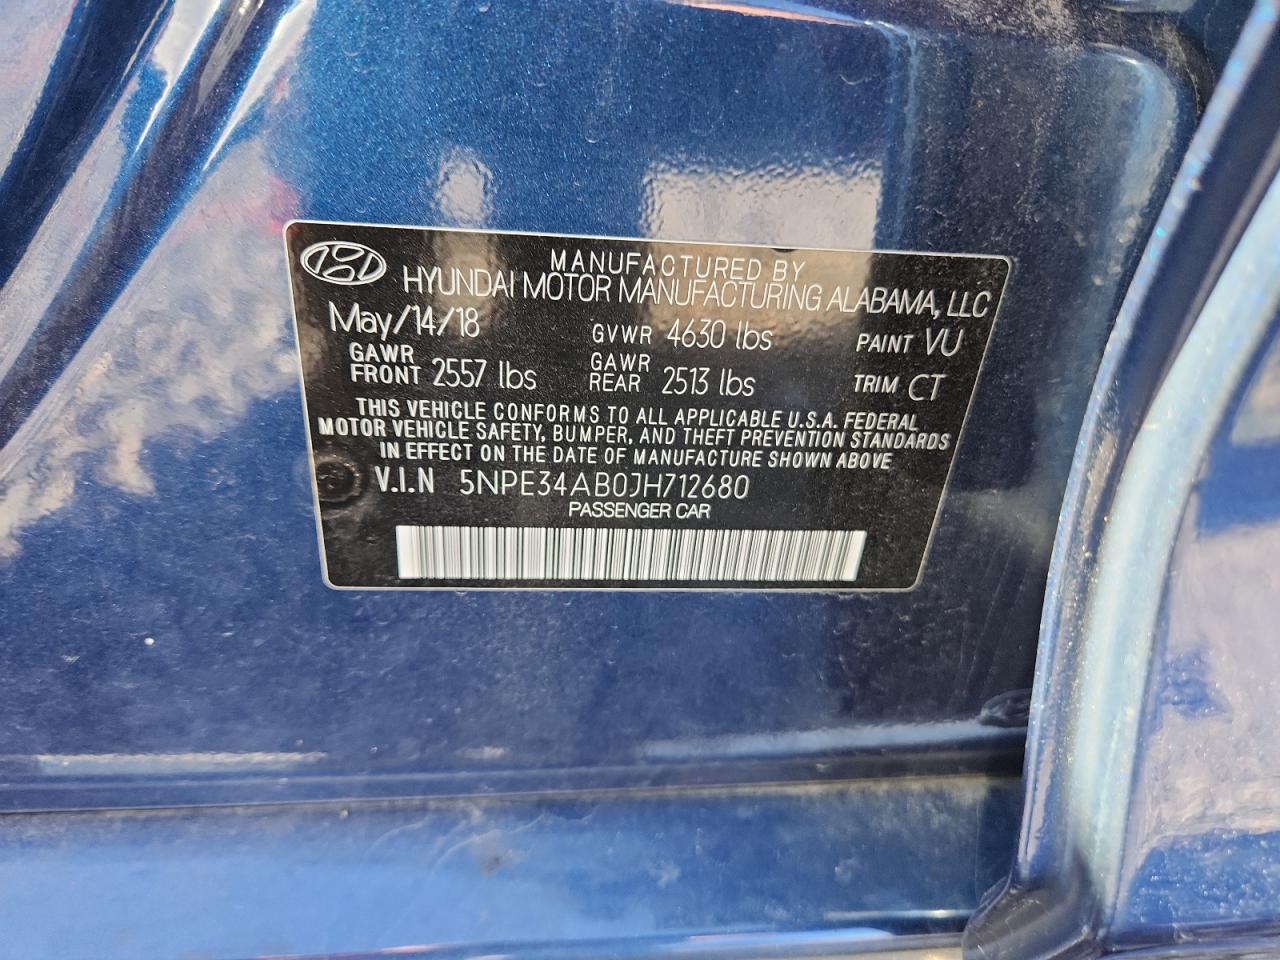 MANUFACTURED BY
HYUNDAI MOTOR MANUFACTURING ALABAMA, LLC
May/14/18 GVWR 4630 lbs PAINT VU
GAWR FRONT 2557 lbs GAWR REAR 2513 lbs TRIM CT
THIS VEHICLE CONFORMS TO ALL APPLICABLE U.S.A. FEDERAL
MOTOR VEHICLE SAFETY, BUMPER, AND THEFT PREVENTION STANDARDS
IN EFFECT ON THE DATE OF MANUFACTURE SHOWN ABOVE
V.I.N 5NPE34AB0JH712680
PASSENGER CAR